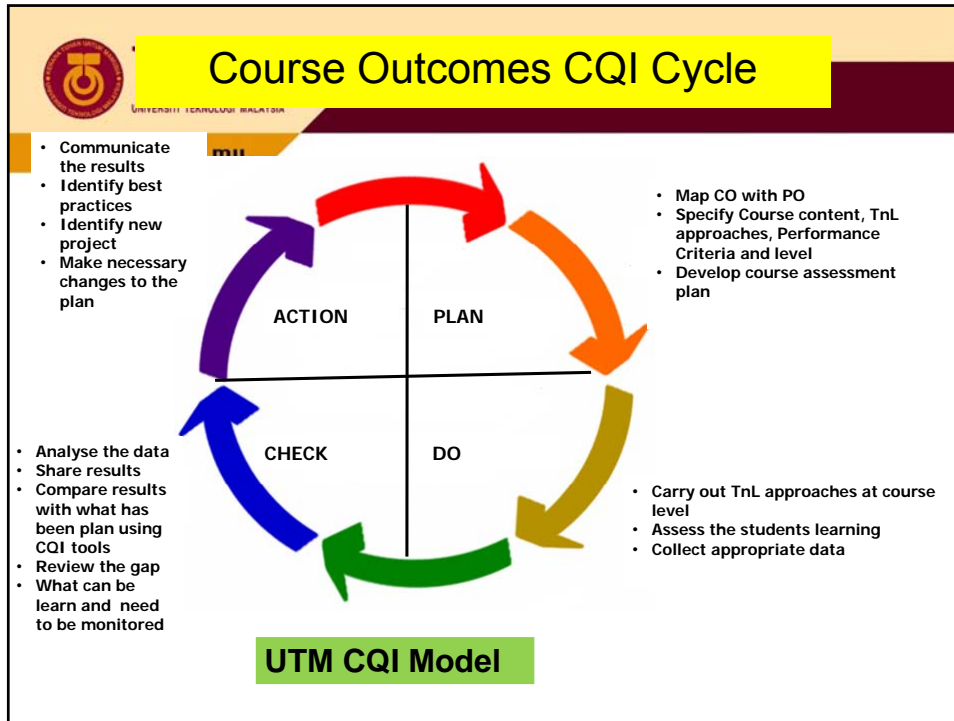 Course Outcomes CQI Cycle
UNIVERSITI TEKNOLOGI MALAYSIA
• Communicate
the results
• Identify best
practices
• Identify new
project
• Make necessary
changes to the
plan
• Map CO with PO
• Specify Course content, TnL
approaches, Performance
Criteria and level
• Develop course assessment
plan
ACTION
PLAN
CHECK
DO
• Analyse the data
• Share results
• Compare results
with what has
been plan using
CQI tools
• Review the gap
• What can be
learn and need
to be monitored
• Carry out TnL approaches at course
level
• Assess the students learning
• Collect appropriate data
UTM CQI Model